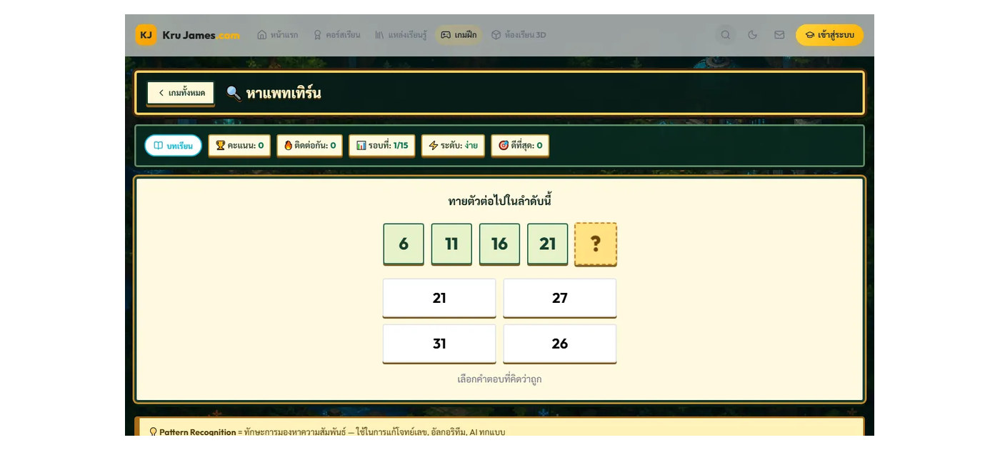 KJ Kru James.com หน้าแรก คอร์สเรียน แหล่งเรียนรู้ เกมฝึก ห้องเรียน 3D เข้าสู่ระบบ
เกมทั้งหมด 🔍 หาแพทเทิร์น
บทเรียน 🏆 คะแนน: 0 🔥 ติดต่อกัน: 0 📊 รอบที่: 1/15 ⚡ ระดับ: ง่าย 🎯 ดีที่สุด: 0
ทายตัวต่อไปในลำดับนี้
6 11 16 21 ?
21 27
31 26
เลือกคำตอบที่คิดว่าถูก
💡 Pattern Recognition = ทักษะการมองหาความสัมพันธ์ — ใช้ในการแก้โจทย์เลข, อัลกอริทึม, AI ทุกแบบ